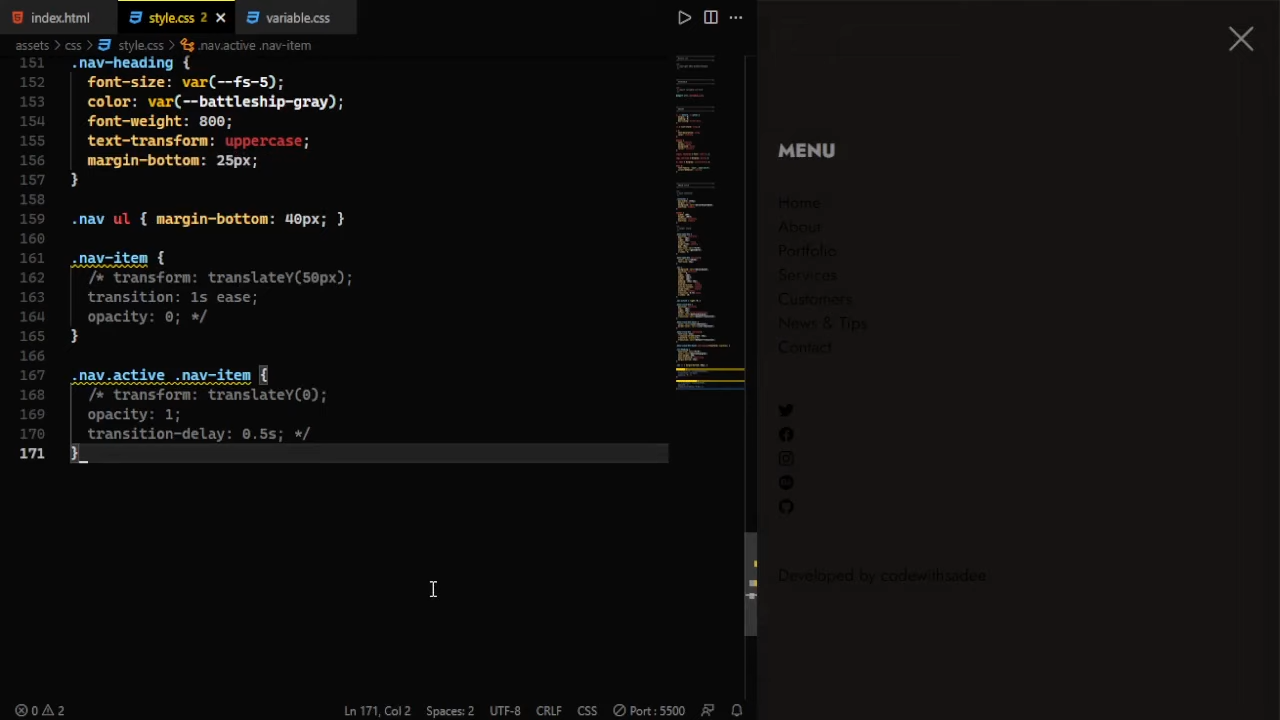 index.html
style.css 2
variable.css
assets > css > style.css > .nav.active .nav-item
151 .nav-heading {
152 font-size: var(--fs-5);
153 color: var(--battleship-gray);
154 font-weight: 800;
155 text-transform: uppercase;
156 margin-bottom: 25px;
157 }
158
159 .nav ul { margin-bottom: 40px; }
160
161 .nav-item {
162 /* transform: translateY(50px);
163 transition: 1s ease;
164 opacity: 0; */
165 }
166
167 .nav.active .nav-item {
168 /* transform: translateY(0);
169 opacity: 1;
170 transition-delay: 0.5s; */
171 }
0 2
Ln 171, Col 2
Spaces: 2
UTF-8
CRLF
CSS
Port : 5500
MENU
Home
About
Portfolio
Services
Customers
News & Tips
Contact
Developed by codewithsadee